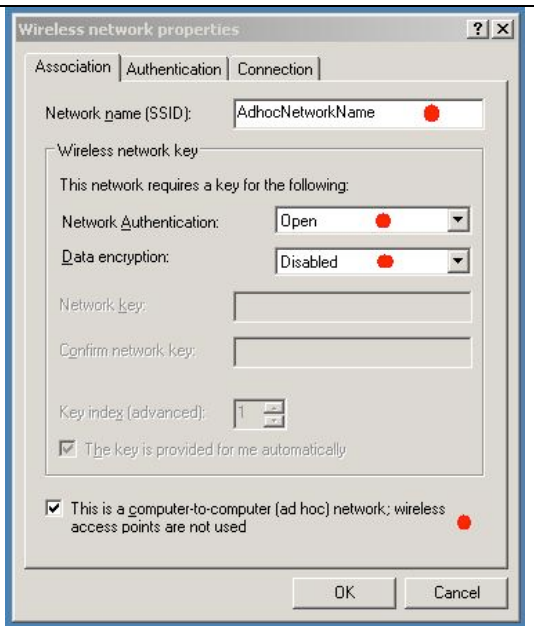 Wireless network properties
Association Authentication Connection
Network name (SSID): AdhocNetworkName
Wireless network key
This network requires a key for the following:
Network Authentication: Open
Data encryption: Disabled
Network key:
Confirm network key:
Key index (advanced): 1
The key is provided for me automatically
This is a computer-to-computer (ad hoc) network; wireless
access points are not used
OK Cancel